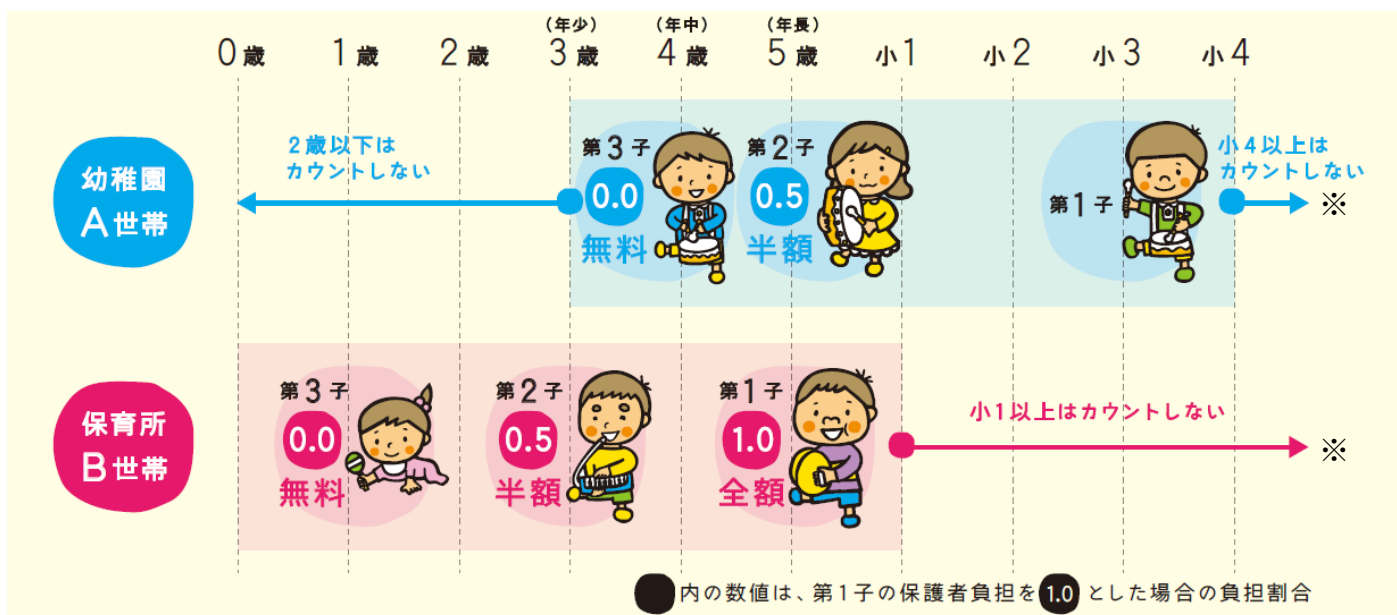 (年少) (年中) (年長)
0歳 1歳 2歳 3歳 4歳 5歳 小1 小2 小3 小4
幼稚園
A世帯
2歳以下は
カウントしない
第3子
0.0
無料
第2子
0.5
半額
第1子
小4以上は
カウントしない
※
保育所
B世帯
第3子
0.0
無料
第2子
0.5
半額
第1子
1.0
全額
小1以上はカウントしない
※
内の数値は、第1子の保護者負担を1.0とした場合の負担割合